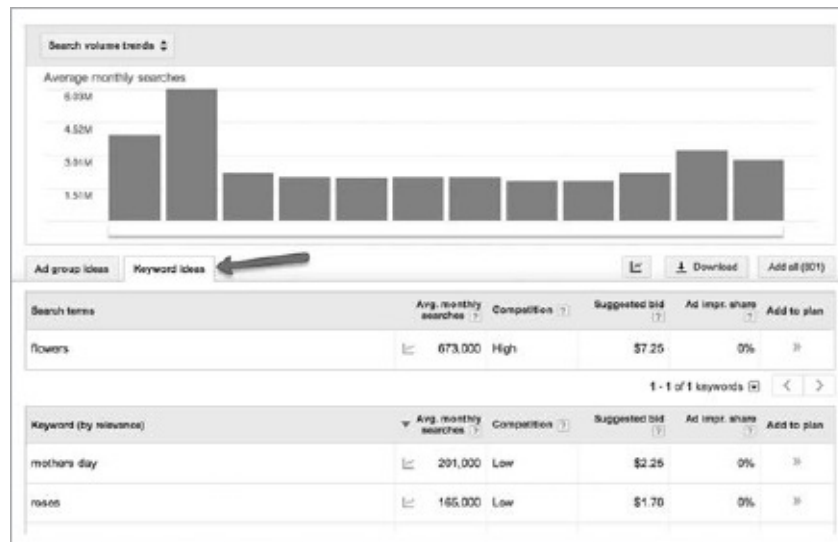 Search volume trends
Average monthly searches
6.03M
4.52M
3.01M
1.51M
Ad group ideas Keyword ideas Download Add all (801)
Search terms Avg. monthly searches ? Competition ? Suggested bid ? Ad impr. share ? Add to plan
flowers 673,000 High $7.25 0% »
1 - 1 of 1 keywords < >
Keyword (by relevance) Avg. monthly searches ? Competition ? Suggested bid ? Ad impr. share ? Add to plan
mothers day 201,000 Low $2.25 0% »
roses 165,000 Low $1.70 0% »